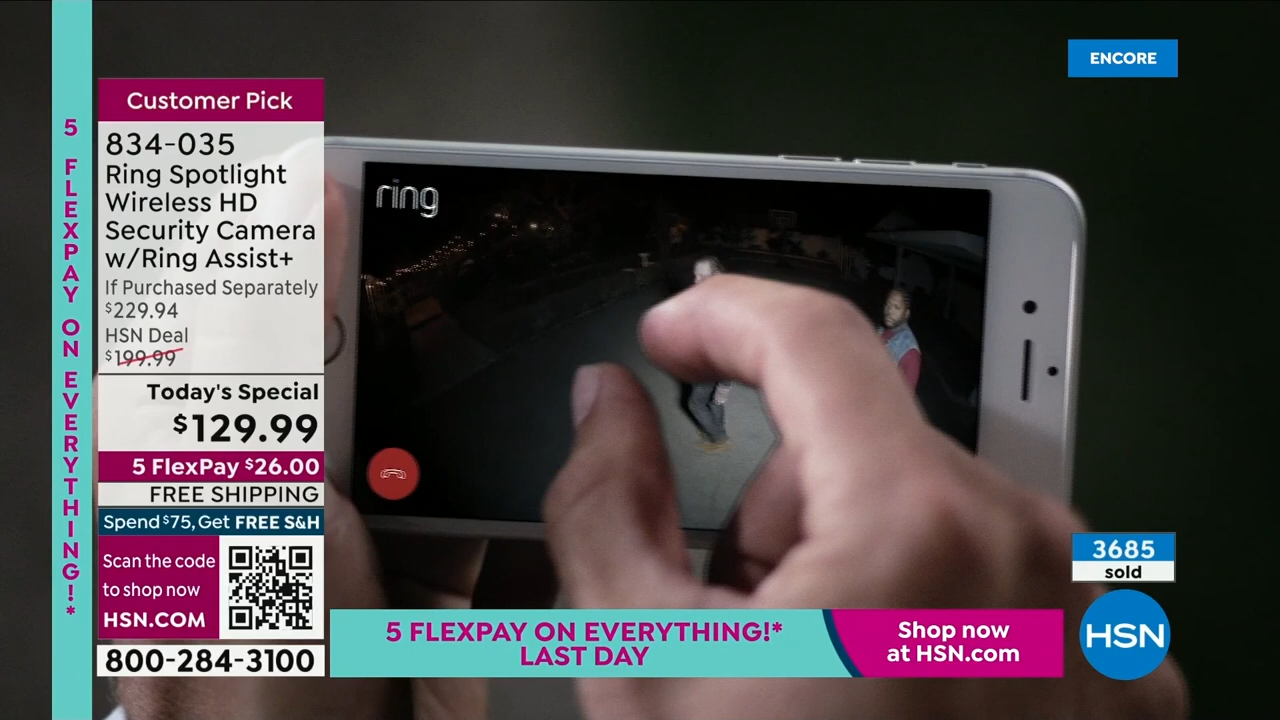 ENCORE
5 FLEXPAY ON EVERYTHING!*
Customer Pick
834-035
Ring Spotlight
Wireless HD
Security Camera
w/Ring Assist+
If Purchased Separately
$229.94
HSN Deal
$199.99
Today's Special
$129.99
5 FlexPay $26.00
FREE SHIPPING
Spend $75, Get FREE S&H
Scan the code
to shop now
HSN.COM
800-284-3100
ring
5 FLEXPAY ON EVERYTHING!*
LAST DAY
Shop now
at HSN.com
3685
sold
HSN